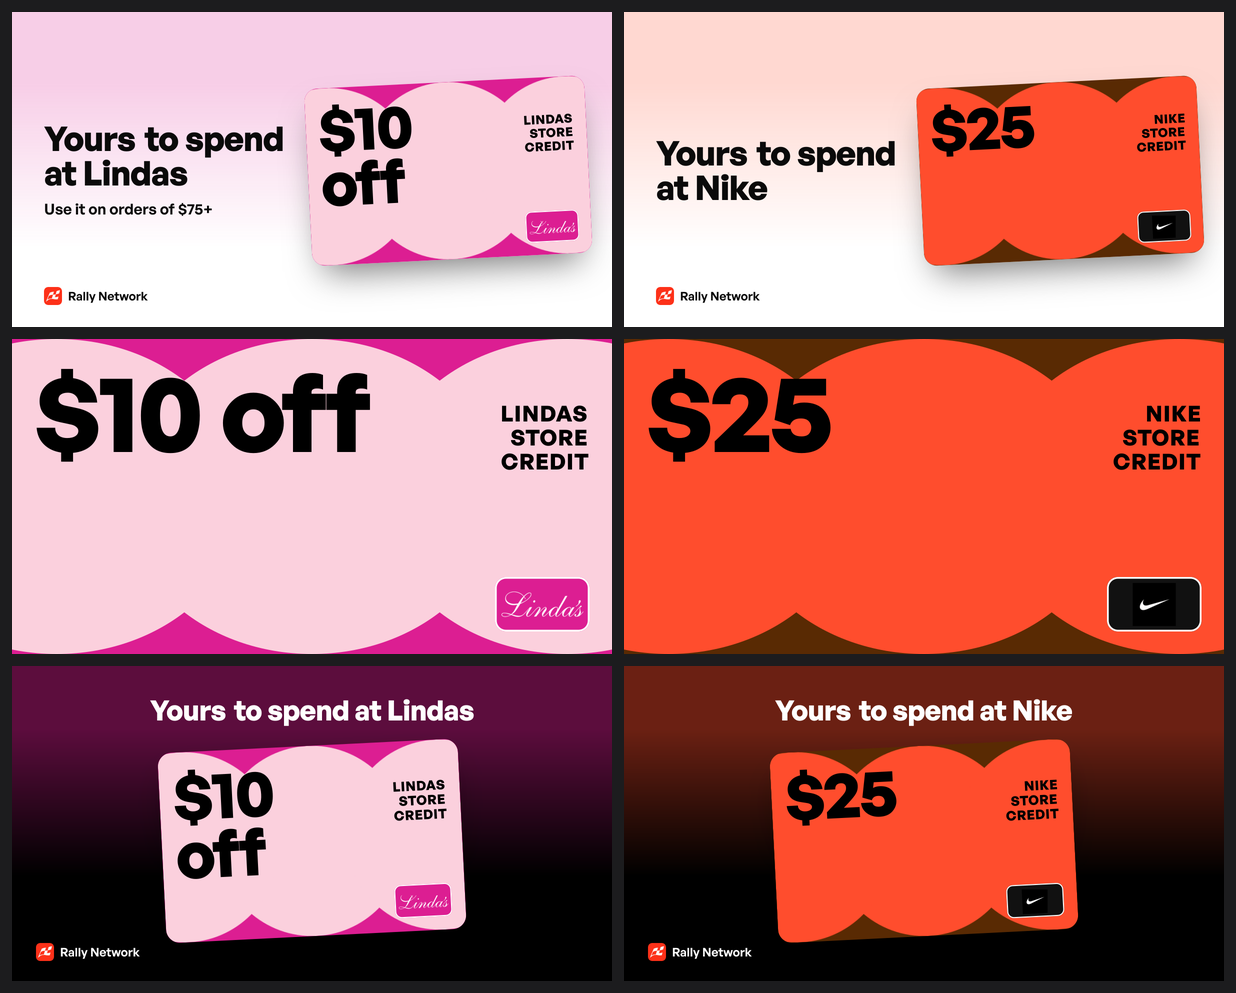 Yours to spend
at Lindas
Use it on orders of $75+
Rally Network
$10
off
LINDAS
STORE
CREDIT
Linda's
Yours to spend
at Nike
Rally Network
$25
NIKE
STORE
CREDIT
$10 off
LINDAS
STORE
CREDIT
Linda's
$25
NIKE
STORE
CREDIT
Yours to spend at Lindas
$10
off
LINDAS
STORE
CREDIT
Linda's
Rally Network
Yours to spend at Nike
$25
NIKE
STORE
CREDIT
Rally Network